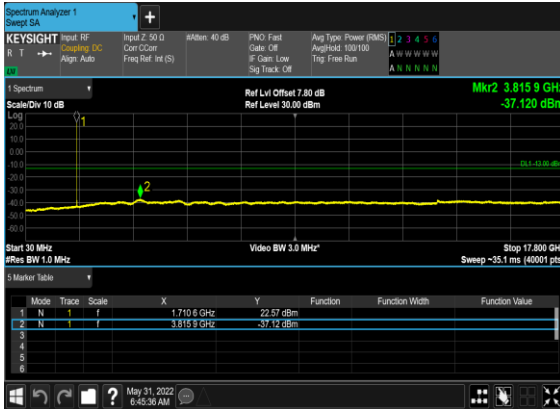 Spectrum Analyzer 1
Swept SA
+
KEYSIGHT
R T
Input: RF
Coupling: DC
Align: Auto
Input Z: 50 Ω
Corr CCorr
Freq Ref: Int (S)
#Atten: 40 dB
PNO: Fast
Gate: Off
IF Gain: Low
Sig Track: Off
Avg Type: Power (RMS)
Avg|Hold: 100/100
Trig: Free Run
1 2 3 4 5 6
A W W W W W
A N N N N N
1 Spectrum
Scale/Div 10 dB
Ref Lvl Offset 7.80 dB
Ref Level 30.00 dBm
Mkr2 3.815 9 GHz
-37.120 dBm
Log
20.0
10.0
0.00
-10.0
-20.0
-30.0
-40.0
-50.0
-60.0
1
2
DL1 -13.00 dBm
Start 30 MHz
#Res BW 1.0 MHz
Video BW 3.0 MHz*
Stop 17.800 GHz
Sweep ~35.1 ms (40001 pts)
5 Marker Table
Mode Trace Scale X Y Function Function Width Function Value
1 N 1 f 1.710 6 GHz 22.57 dBm
2 N 1 f 3.815 9 GHz -37.12 dBm
3
4
5
6
?
May 31, 2022
6:45:36 AM